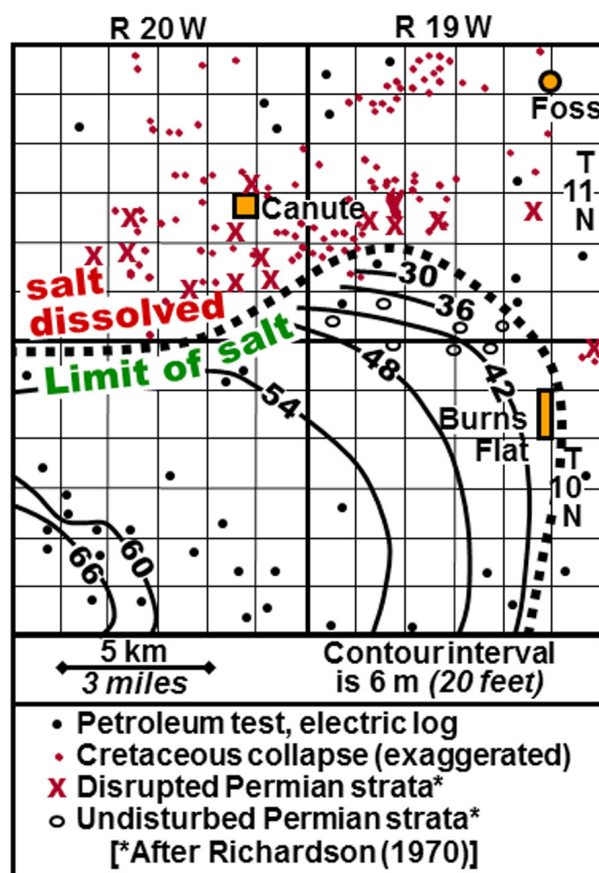 R 20 W
R 19 W
Foss
T
11
N
Canute
salt
dissolved
Limit of salt
30
36
42
48
54
60
66
Burns
Flat
T
10
N
5 km
3 miles
Contour interval
is 6 m (20 feet)
Petroleum test, electric log
Cretaceous collapse (exaggerated)
X Disrupted Permian strata*
Undisturbed Permian strata*
[*After Richardson (1970)]